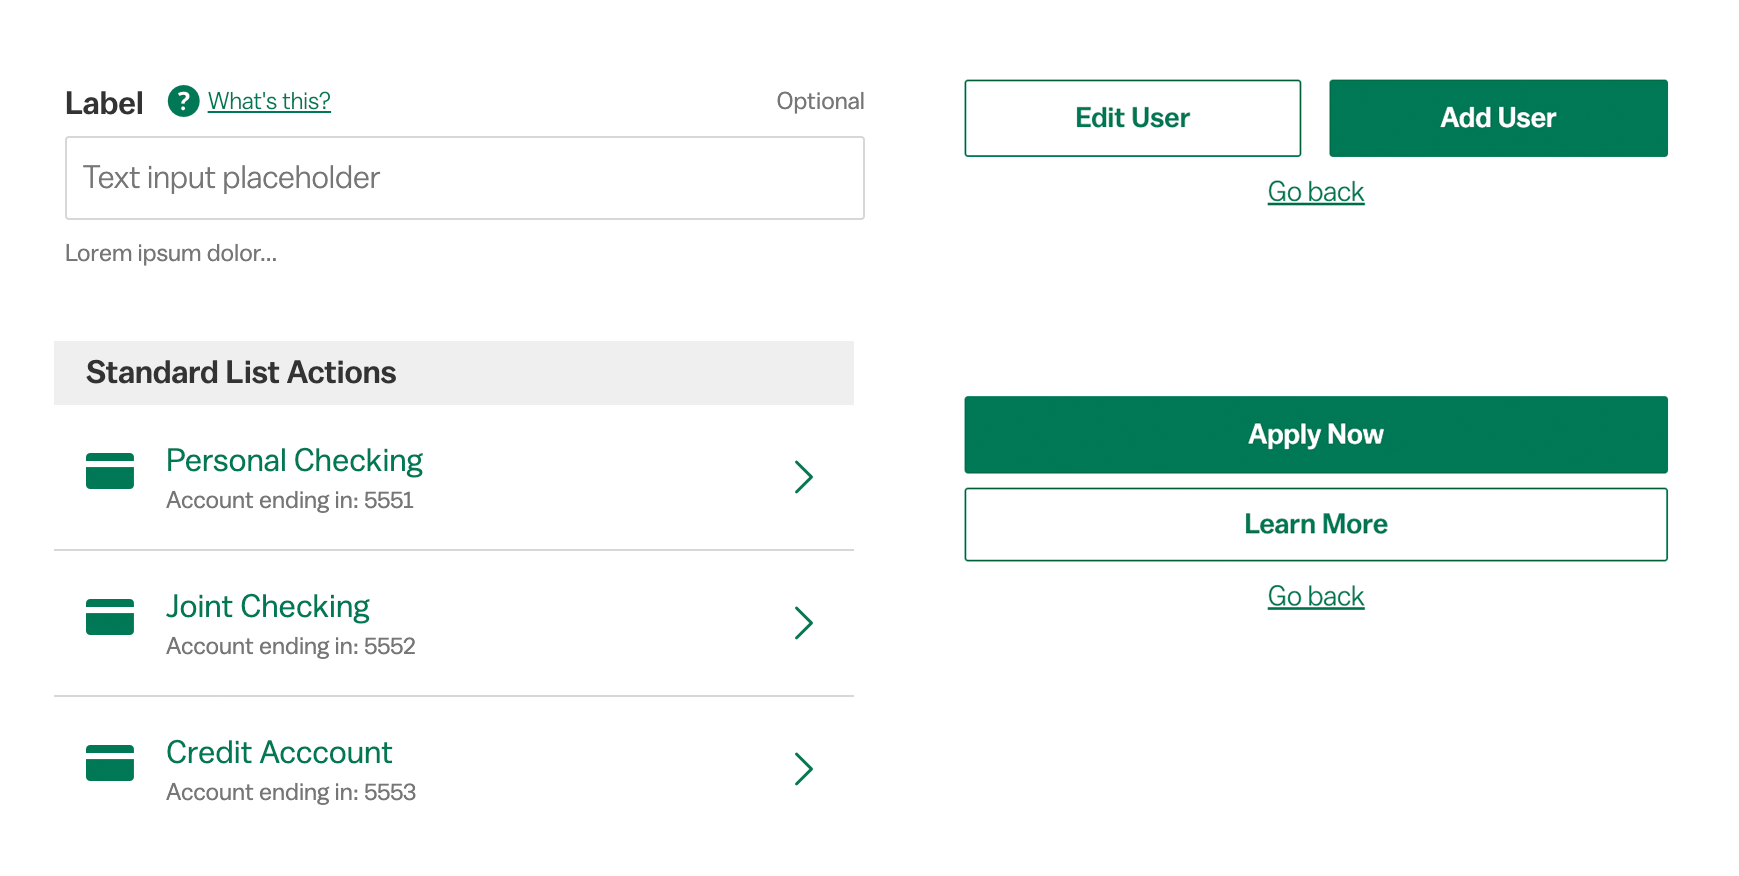 Label ? What's this? Optional
Text input placeholder
Lorem ipsum dolor...
Standard List Actions
Personal Checking
Account ending in: 5551
Joint Checking
Account ending in: 5552
Credit Acccount
Account ending in: 5553
Edit User Add User
Go back
Apply Now
Learn More
Go back